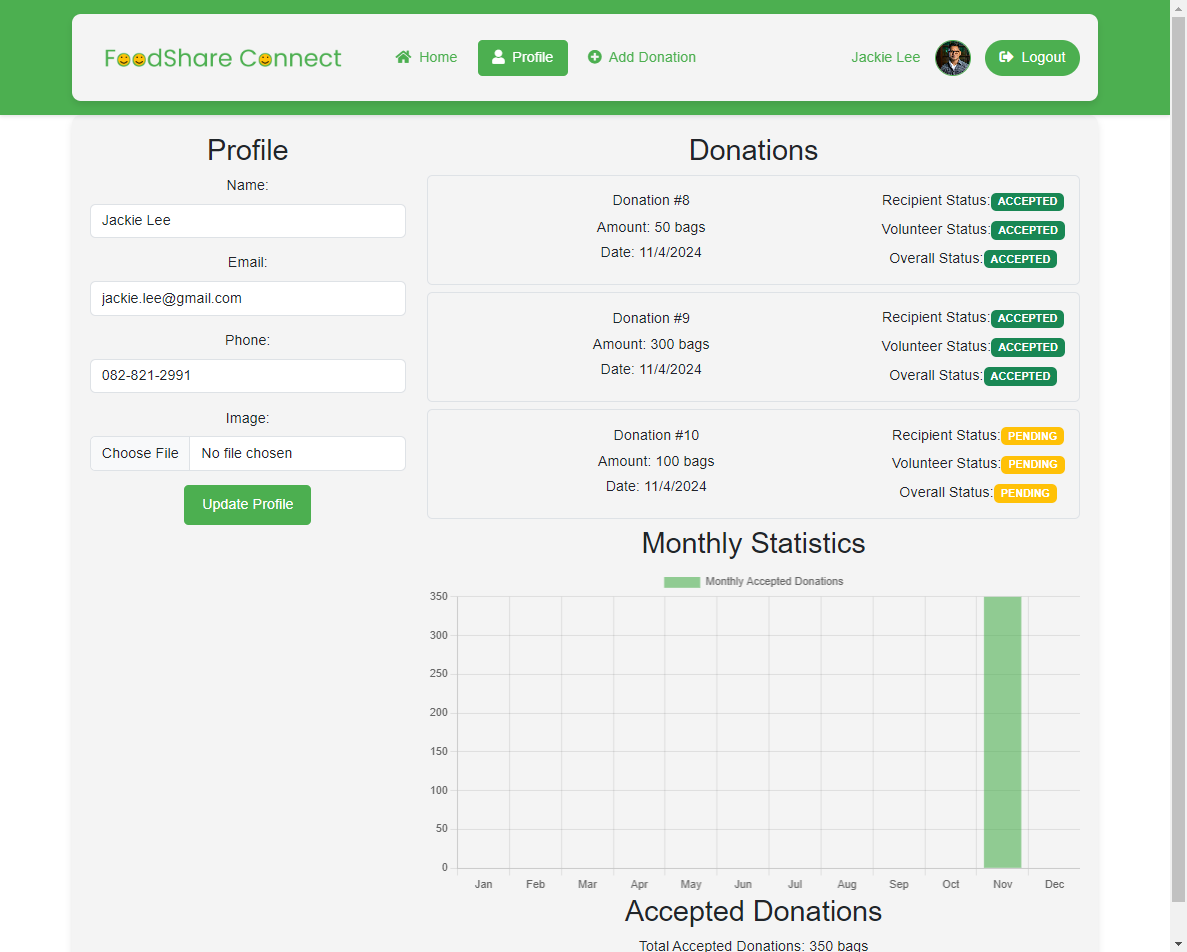 FoodShare Connect
Home
Profile
Add Donation
Jackie Lee
Logout
Profile
Name:
Jackie Lee
Email:
jackie.lee@gmail.com
Phone:
082-821-2991
Image:
Choose File No file chosen
Update Profile
Donations
Donation #8
Amount: 50 bags
Date: 11/4/2024
Recipient Status: ACCEPTED
Volunteer Status: ACCEPTED
Overall Status: ACCEPTED
Donation #9
Amount: 300 bags
Date: 11/4/2024
Recipient Status: ACCEPTED
Volunteer Status: ACCEPTED
Overall Status: ACCEPTED
Donation #10
Amount: 100 bags
Date: 11/4/2024
Recipient Status: PENDING
Volunteer Status: PENDING
Overall Status: PENDING
Monthly Statistics
Monthly Accepted Donations
350
300
250
200
150
100
50
0
Jan Feb Mar Apr May Jun Jul Aug Sep Oct Nov Dec
Accepted Donations
Total Accepted Donations: 350 bags